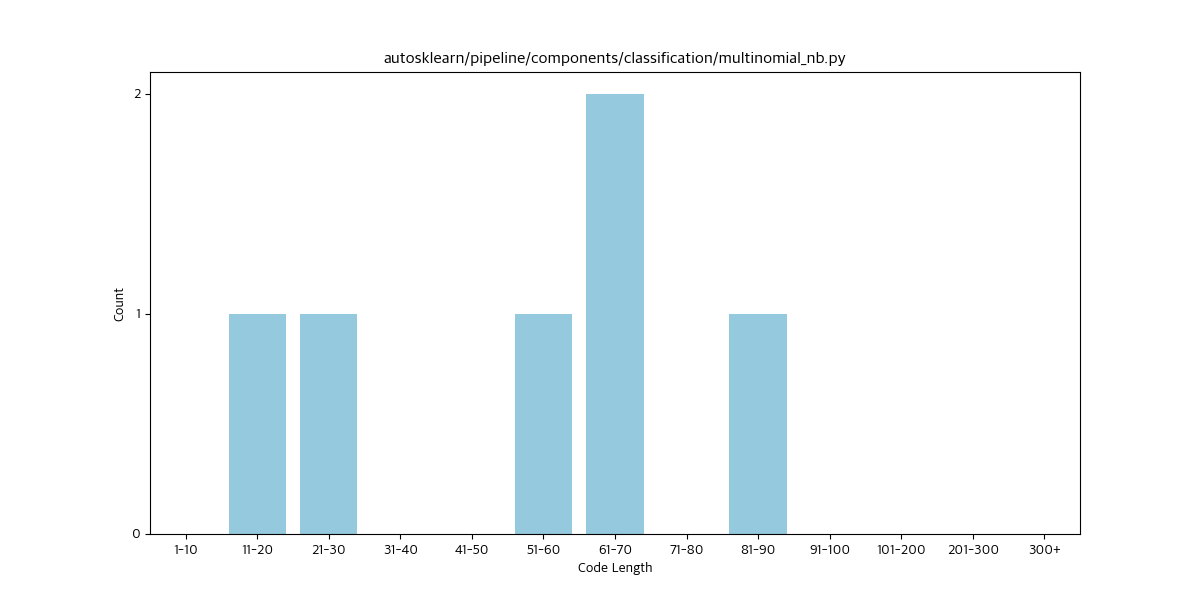 autosklearn/pipeline/components/classification/multinomial_nb.py
2
1
0
Count
1-10 11-20 21-30 31-40 41-50 51-60 61-70 71-80 81-90 91-100 101-200 201-300 300+
Code Length